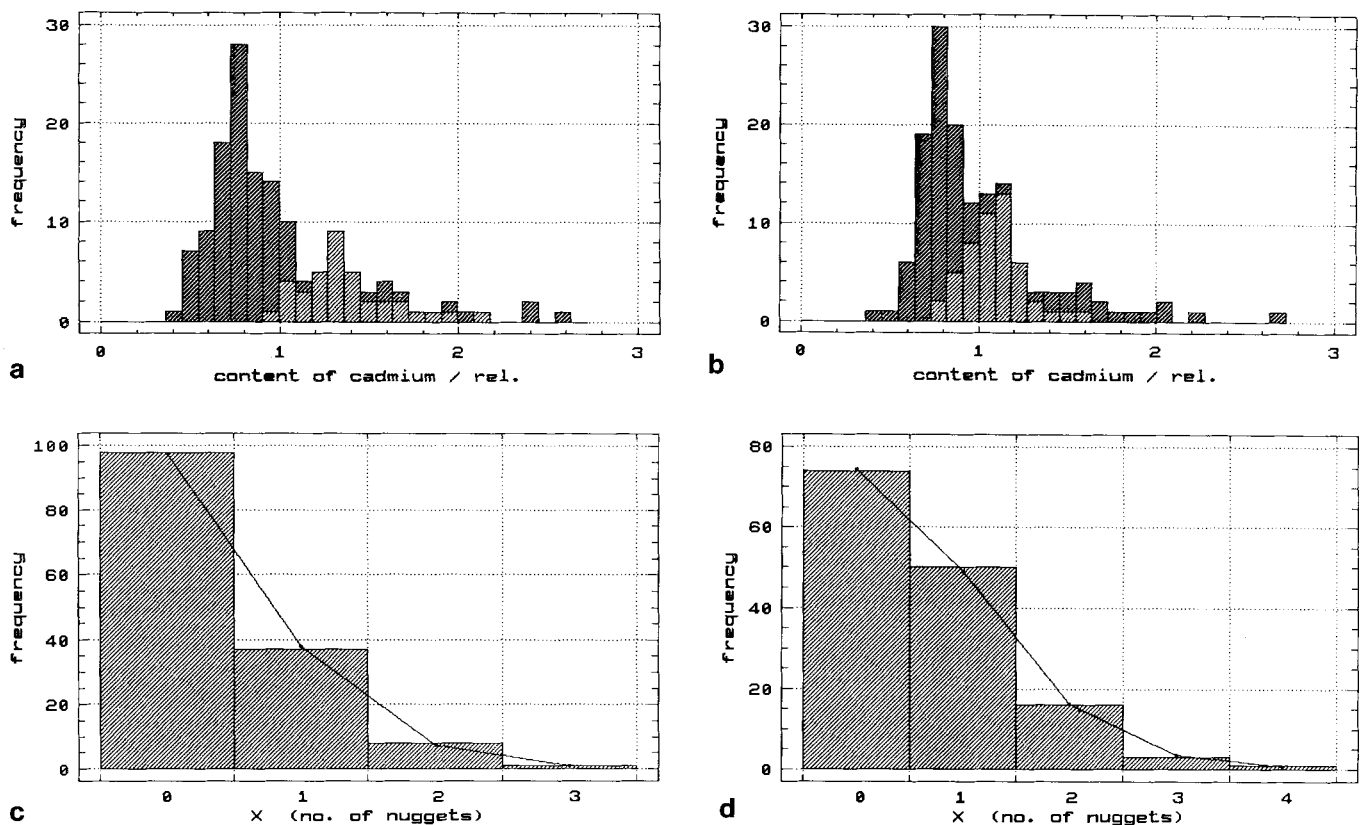 30
20
10
0
frequency
0 1 2 3
content of cadmium / rel.
a
30
20
10
0
frequency
0 1 2 3
content of cadmium / rel.
b
100
80
60
40
20
0
frequency
0 1 2 3
X (no. of nuggets)
c
80
60
40
20
0
frequency
0 1 2 3 4
X (no. of nuggets)
d